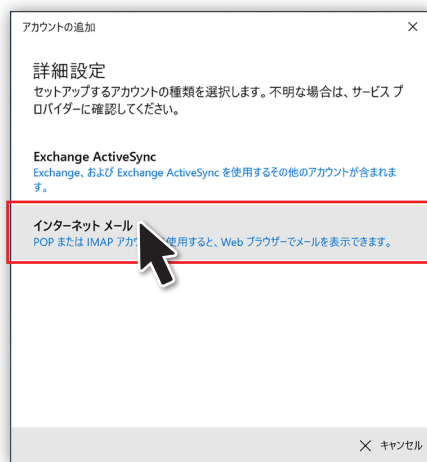 アカウントの追加
詳細設定
セットアップするアカウントの種類を選択します。不明な場合は、サービス プ
ロバイダーに確認してください。
Exchange ActiveSync
Exchange、および Exchange ActiveSync を使用するその他のアカウントが含まれま
す。
インターネット メール
POP または IMAP アカ 使用すると、Web ブラウザーでメールを表示できます。
キャンセル